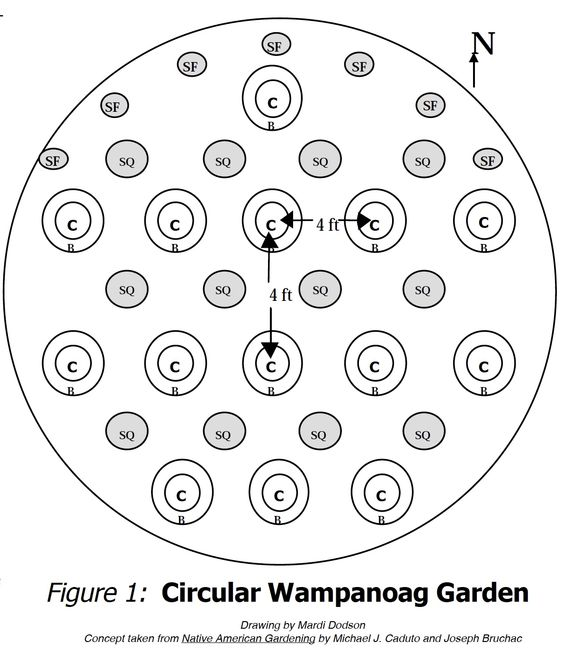 N
SF
SF SF
C
B
SF SF
SF SQ SQ SQ SQ SF
C C C 4 ft C C
B B B B B
SQ SQ SQ SQ
4 ft
C C C C C
B B B B B
SQ SQ SQ SQ
C C C
B B B
Figure 1: Circular Wampanoag Garden
Drawing by Mardi Dodson
Concept taken from Native American Gardening by Michael J. Caduto and Joseph Bruchac